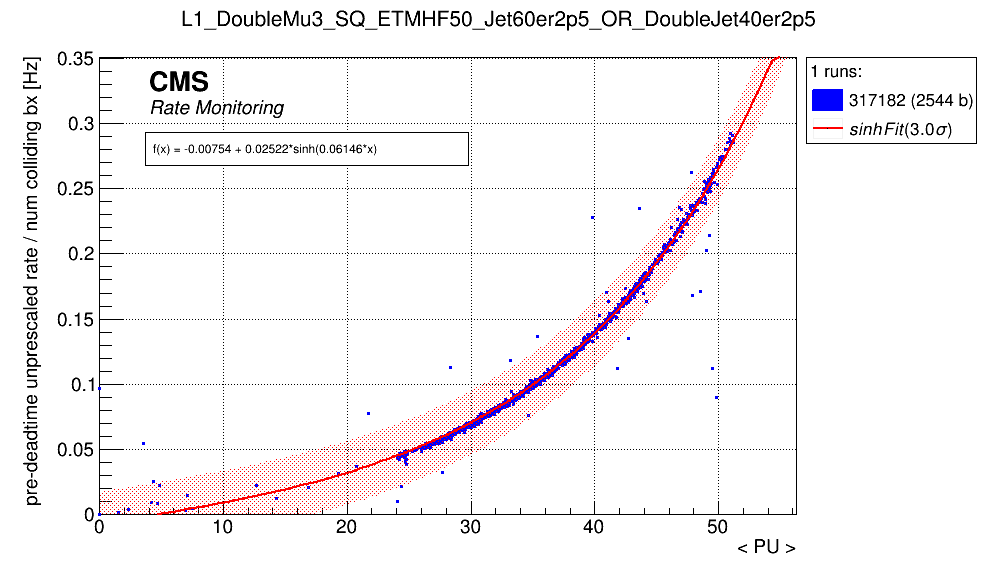 L1_DoubleMu3_SQ_ETMHF50_Jet60er2p5_OR_DoubleJet40er2p5
pre-deadtime unprescaled rate / num colliding bx [Hz]
0.35
0.3
0.25
0.2
0.15
0.1
0.05
0
CMS
Rate Monitoring
f(x) = -0.00754 + 0.02522*sinh(0.06146*x)
1 runs:
317182 (2544 b)
sinhFit(3.0σ)
0 10 20 30 40 50
< PU >